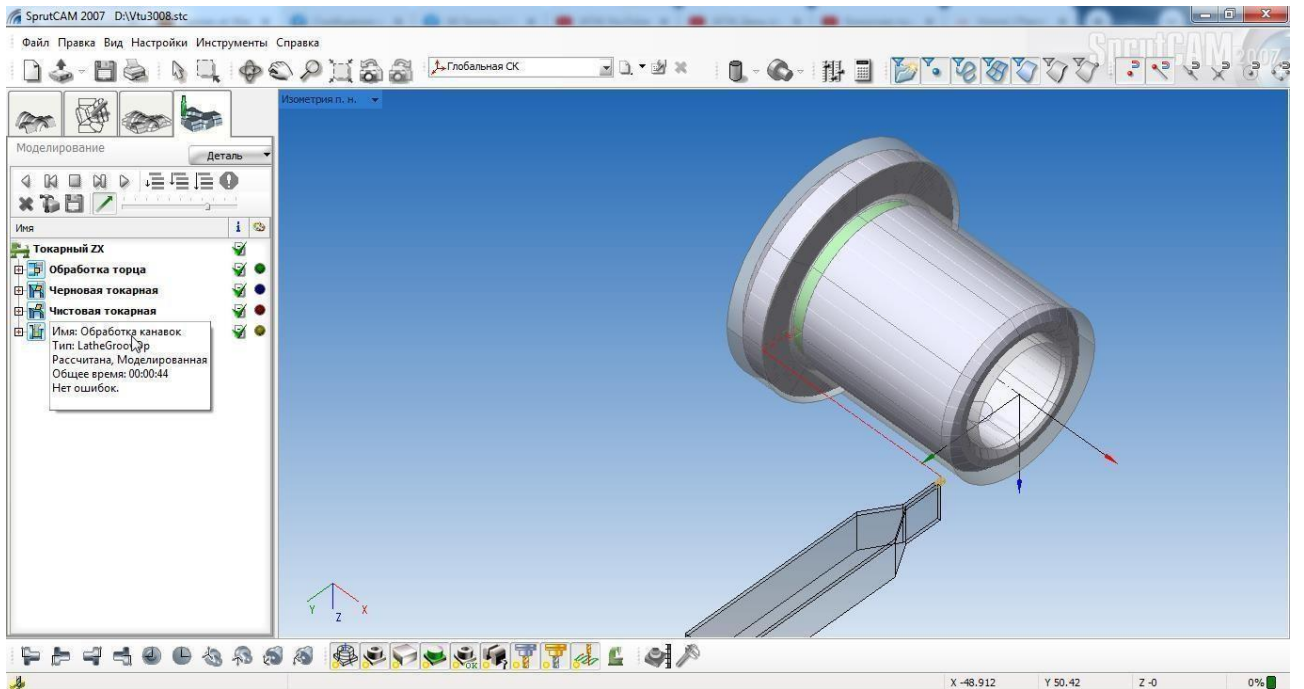 SprutCAM 2007 D:\Vtu3008.stc
Файл Правка Вид Настройки Инструменты Справка
SprutCAM 2007
Глобальная СК
Изометрия п. н.
Моделирование
Деталь
Имя
Токарный ZX
Обработка торца
Черновая токарная
Чистовая токарная
Имя: Обработка канавок
Тип: LatheGroovOp
Рассчитана, Моделированная
Общее время: 00:00:44
Нет ошибок.
Y Z X
OK
X -48.912 Y 50.42 Z -0 0%